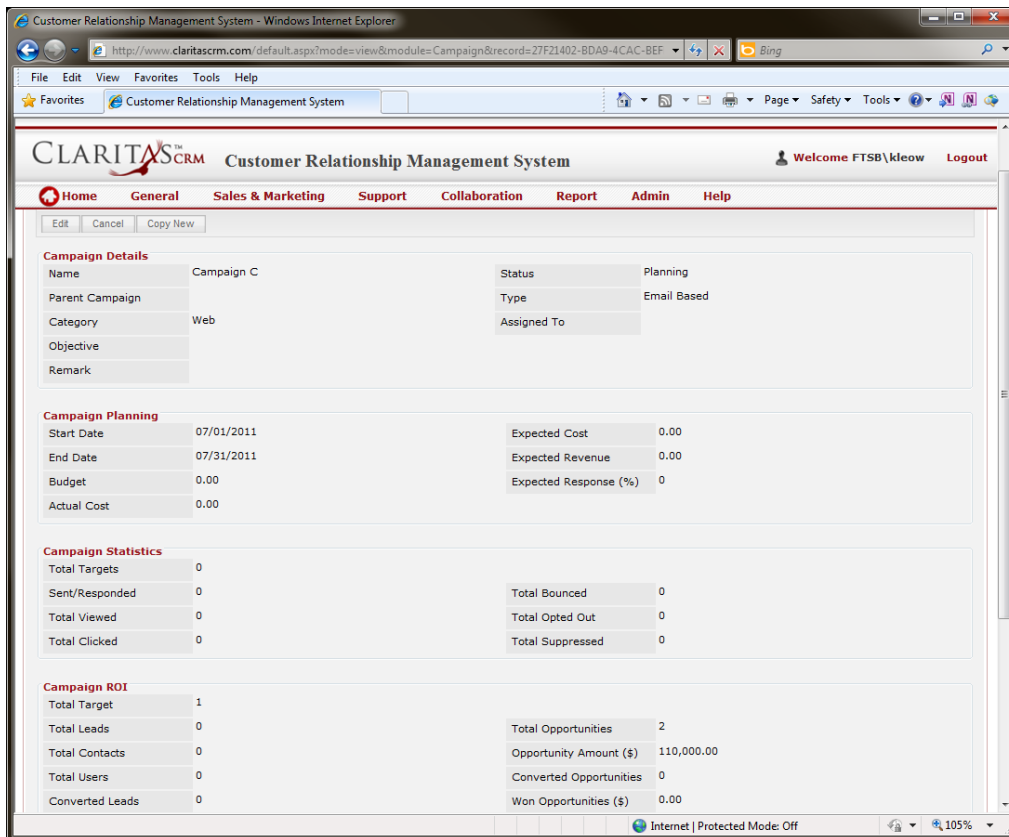 Customer Relationship Management System - Windows Internet Explorer
http://www.claritascrm.com/default.aspx?mode=view&module=Campaign&record=27F21402-BDA9-4CAC-BEF
Bing
File Edit View Favorites Tools Help
Favorites Customer Relationship Management System Page Safety Tools
CLARITAS™CRM Customer Relationship Management System Welcome FTSB\kleow Logout
Home General Sales & Marketing Support Collaboration Report Admin Help
Edit Cancel Copy New
Campaign Details
Name Campaign C Status Planning
Parent Campaign Type Email Based
Category Web Assigned To
Objective
Remark
Campaign Planning
Start Date 07/01/2011 Expected Cost 0.00
End Date 07/31/2011 Expected Revenue 0.00
Budget 0.00 Expected Response (%) 0
Actual Cost 0.00
Campaign Statistics
Total Targets 0
Sent/Responded 0 Total Bounced 0
Total Viewed 0 Total Opted Out 0
Total Clicked 0 Total Suppressed 0
Campaign ROI
Total Target 1
Total Leads 0 Total Opportunities 2
Total Contacts 0 Opportunity Amount ($) 110,000.00
Total Users 0 Converted Opportunities 0
Converted Leads 0 Won Opportunities ($) 0.00
Internet | Protected Mode: Off 105%